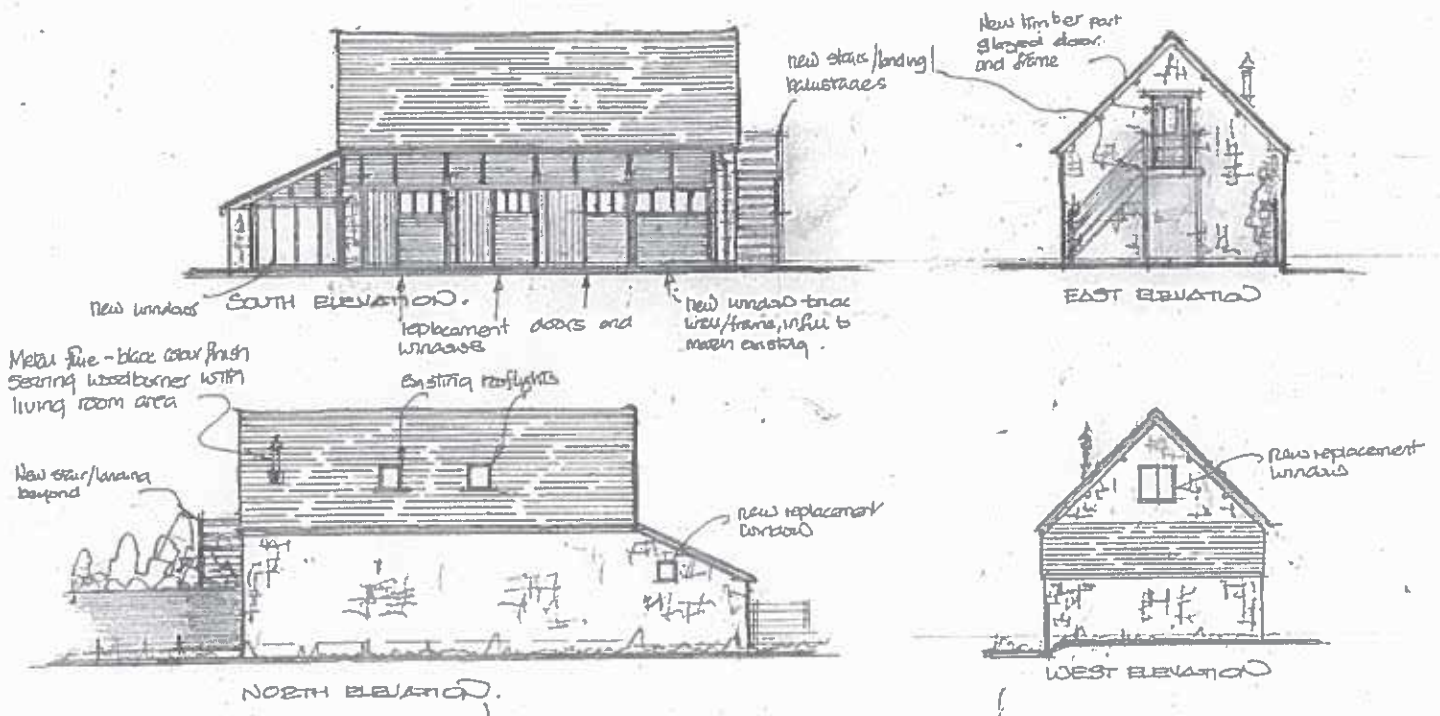 New timber part
glazed door
and frame
new stairs/landing
balustrades
new windows
SOUTH ELEVATION.
replacement doors and
windows
new window
/frame, infill to
match existing.
EAST ELEVATION
Metal flue - black colour finish
serving woodburner with
living room area
Existing rooflights
New stair/landing
beyond
new replacement
window
new replacement
window
NORTH ELEVATION.
WEST ELEVATION